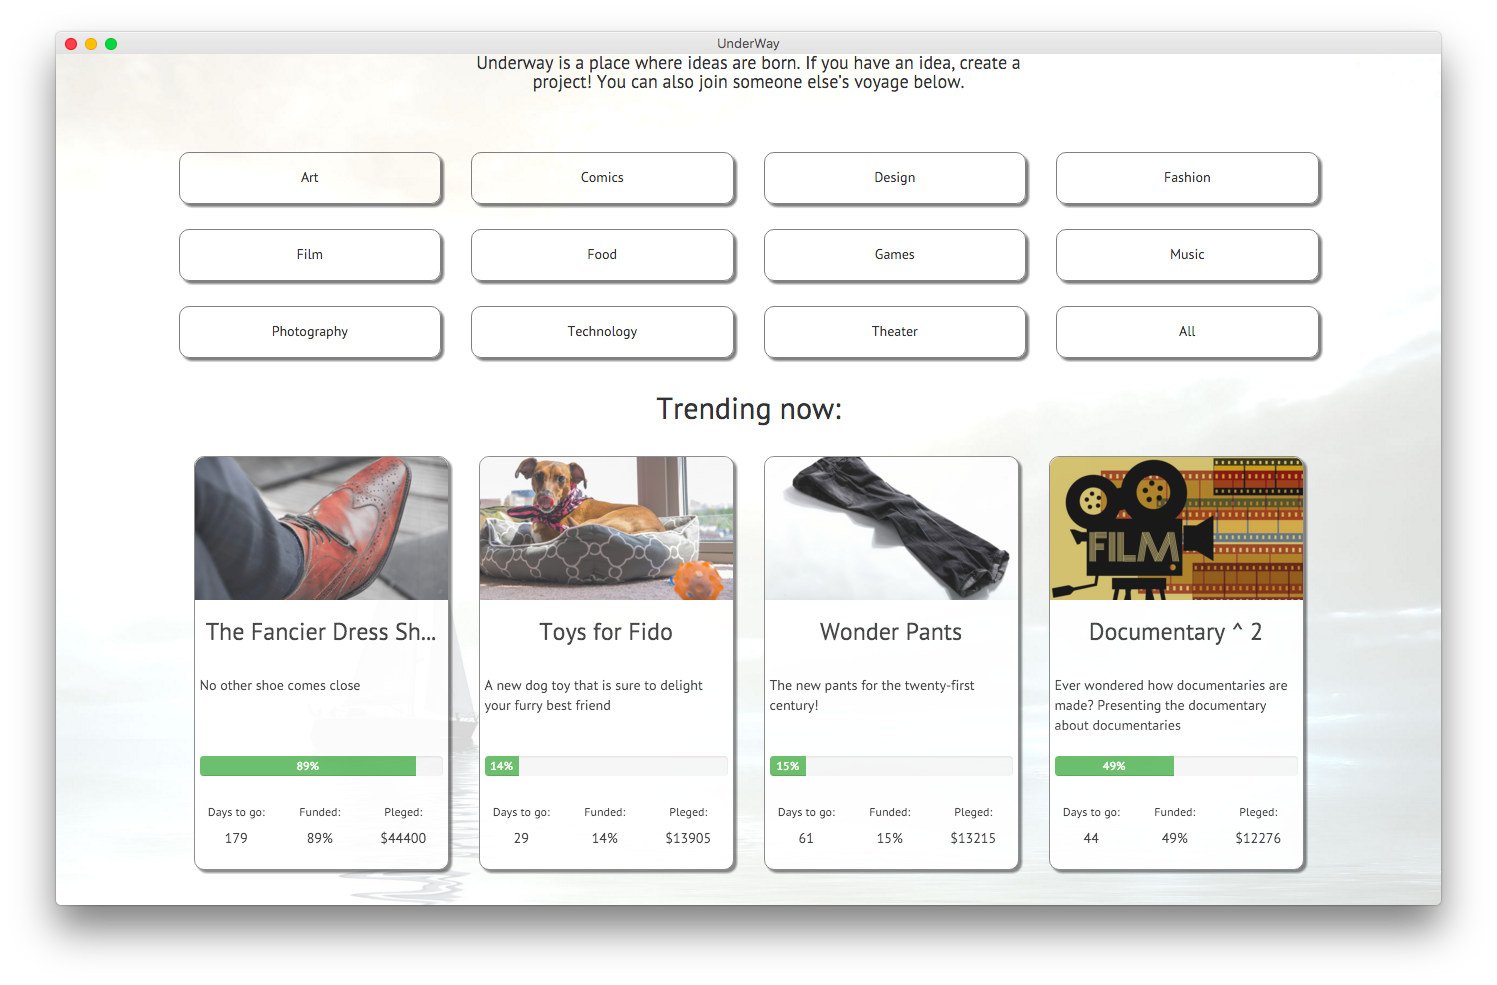 UnderWay
Underway is a place where ideas are born. If you have an idea, create a
project! You can also join someone else's voyage below.
Art
Comics
Design
Fashion
Film
Food
Games
Music
Photography
Technology
Theater
All
Trending now:
FILM
The Fancier Dress Sh...
No other shoe comes close
89%
Days to go:
Funded:
Pleged:
179
89%
$44400
Toys for Fido
A new dog toy that is sure to delight
your furry best friend
14%
Days to go:
Funded:
Pleged:
29
14%
$13905
Wonder Pants
The new pants for the twenty-first
century!
15%
Days to go:
Funded:
Pleged:
61
15%
$13215
Documentary ^ 2
Ever wondered how documentaries are
made? Presenting the documentary
about documentaries
49%
Days to go:
Funded:
Pleged:
44
49%
$12276